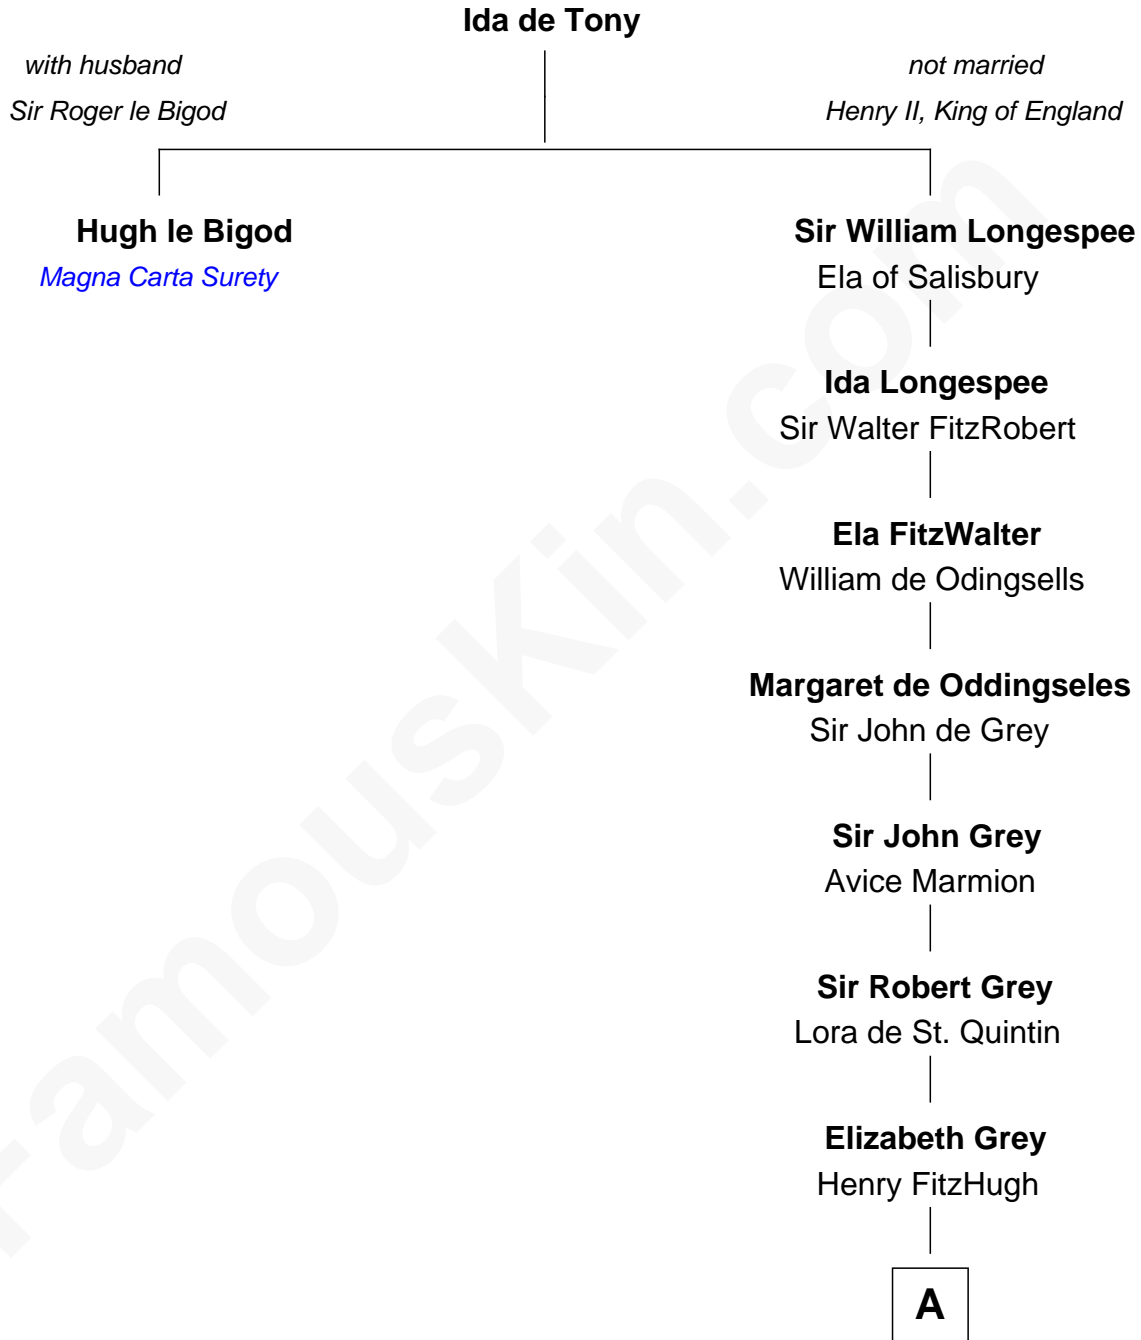 Ida de Tony
with husband
Sir Roger le Bigod
not married
Henry II, King of England
Hugh le Bigod
Magna Carta Surety
Sir William Longespee
Ela of Salisbury
Ida Longespee
Sir Walter FitzRobert
Ela FitzWalter
William de Odingsells
Margaret de Oddingseles
Sir John de Grey
Sir John Grey
Avice Marmion
Sir Robert Grey
Lora de St. Quintin
Elizabeth Grey
Henry FitzHugh
A
FamousKin.com